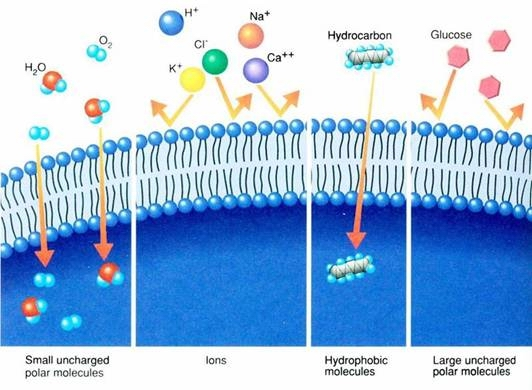 H+
Na+
Cl-
O2
H2O
K+
Ca++
Hydrocarbon
Glucose
Small uncharged
polar molecules
Ions
Hydrophobic
molecules
Large uncharged
polar molecules